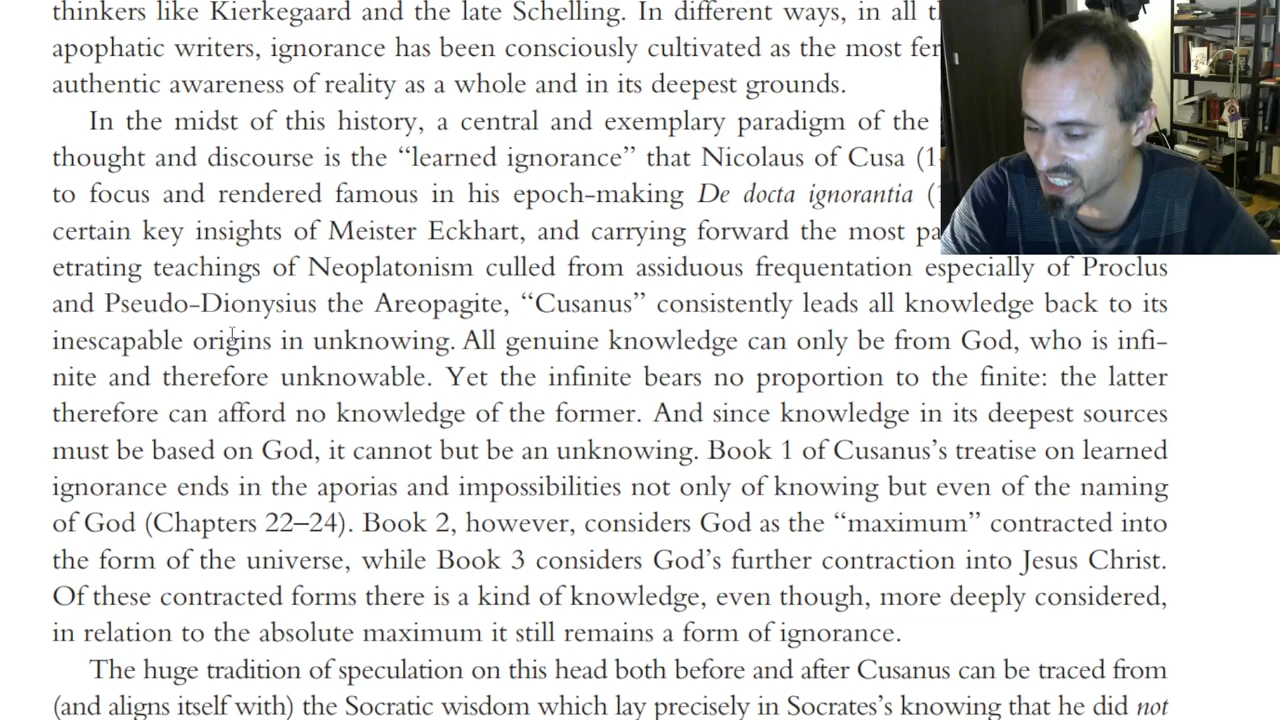 thinkers like Kierkegaard and the late Schelling. In different ways, in all
apophatic writers, ignorance has been consciously cultivated as the most
authentic awareness of reality as a whole and in its deepest grounds.
In the midst of this history, a central and exemplary paradigm of the
thought and discourse is the “learned ignorance” that Nicolaus of Cusa
to focus and rendered famous in his epoch-making De docta ignorantia
certain key insights of Meister Eckhart, and carrying forward the most
etrating teachings of Neoplatonism culled from assiduous frequentation especially of Proclus
and Pseudo-Dionysius the Areopagite, “Cusanus” consistently leads all knowledge back to its
inescapable origins in unknowing. All genuine knowledge can only be from God, who is infi-
nite and therefore unknowable. Yet the infinite bears no proportion to the finite: the latter
therefore can afford no knowledge of the former. And since knowledge in its deepest sources
must be based on God, it cannot but be an unknowing. Book 1 of Cusanus’s treatise on learned
ignorance ends in the aporias and impossibilities not only of knowing but even of the naming
of God (Chapters 22–24). Book 2, however, considers God as the “maximum” contracted into
the form of the universe, while Book 3 considers God’s further contraction into Jesus Christ.
Of these contracted forms there is a kind of knowledge, even though, more deeply considered,
in relation to the absolute maximum it still remains a form of ignorance.
The huge tradition of speculation on this head both before and after Cusanus can be traced from
(and aligns itself with) the Socratic wisdom which lay precisely in Socrates’s knowing that he did not